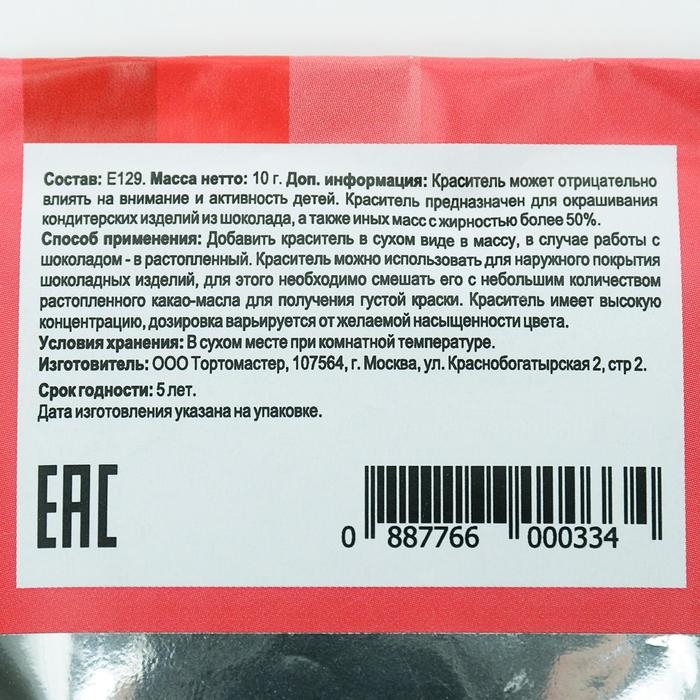 Состав: Е129. Масса нетто: 10 г. Доп. информация: Краситель может отрицательно
влиять на внимание и активность детей. Краситель предназначен для окрашивания
кондитерских изделий из шоколада, а также иных масс с жирностью более 50%.
Способ применения: Добавить краситель в сухом виде в массу, в случае работы с
шоколадом - в растопленный. Краситель можно использовать для наружного покрытия
шоколадных изделий, для этого необходимо смешать его с небольшим количеством
растопленного какао-масла для получения густой краски. Краситель имеет высокую
концентрацию, дозировка варьируется от желаемой насыщенности цвета.
Условия хранения: В сухом месте при комнатной температуре.
Изготовитель: ООО Тортомастер, 107564, г. Москва, ул. Краснобогатырская 2, стр 2.
Срок годности: 5 лет.
Дата изготовления указана на упаковке.
ЕАС
0 887766 000334